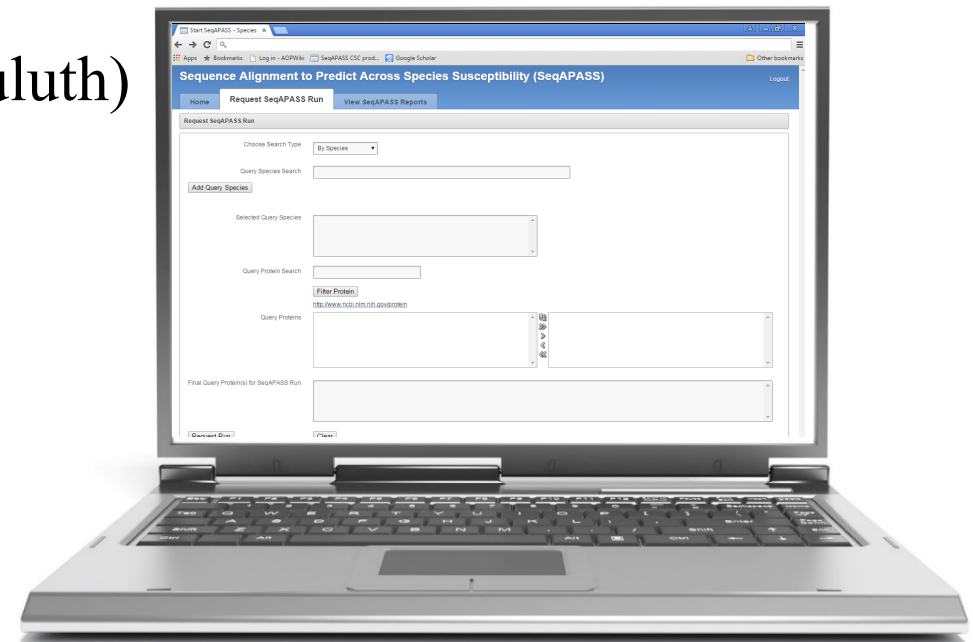 uluth)
Start SeqAPASS - Species
Apps Bookmarks Log in - AOPWiki SeqAPASS CSC prod... Google Scholar Other bookmarks
Sequence Alignment to Predict Across Species Susceptibility (SeqAPASS)
Logout
Home Request SeqAPASS Run View SeqAPASS Reports
Request SeqAPASS Run
Choose Search Type By Species
Query Species Search
Add Query Species
Selected Query Species
Query Protein Search
Filter Protein
http://www.ncbi.nlm.nih.gov/protein
Query Proteins
Final Query Protein(s) for SeqAPASS Run
Request Run Clear